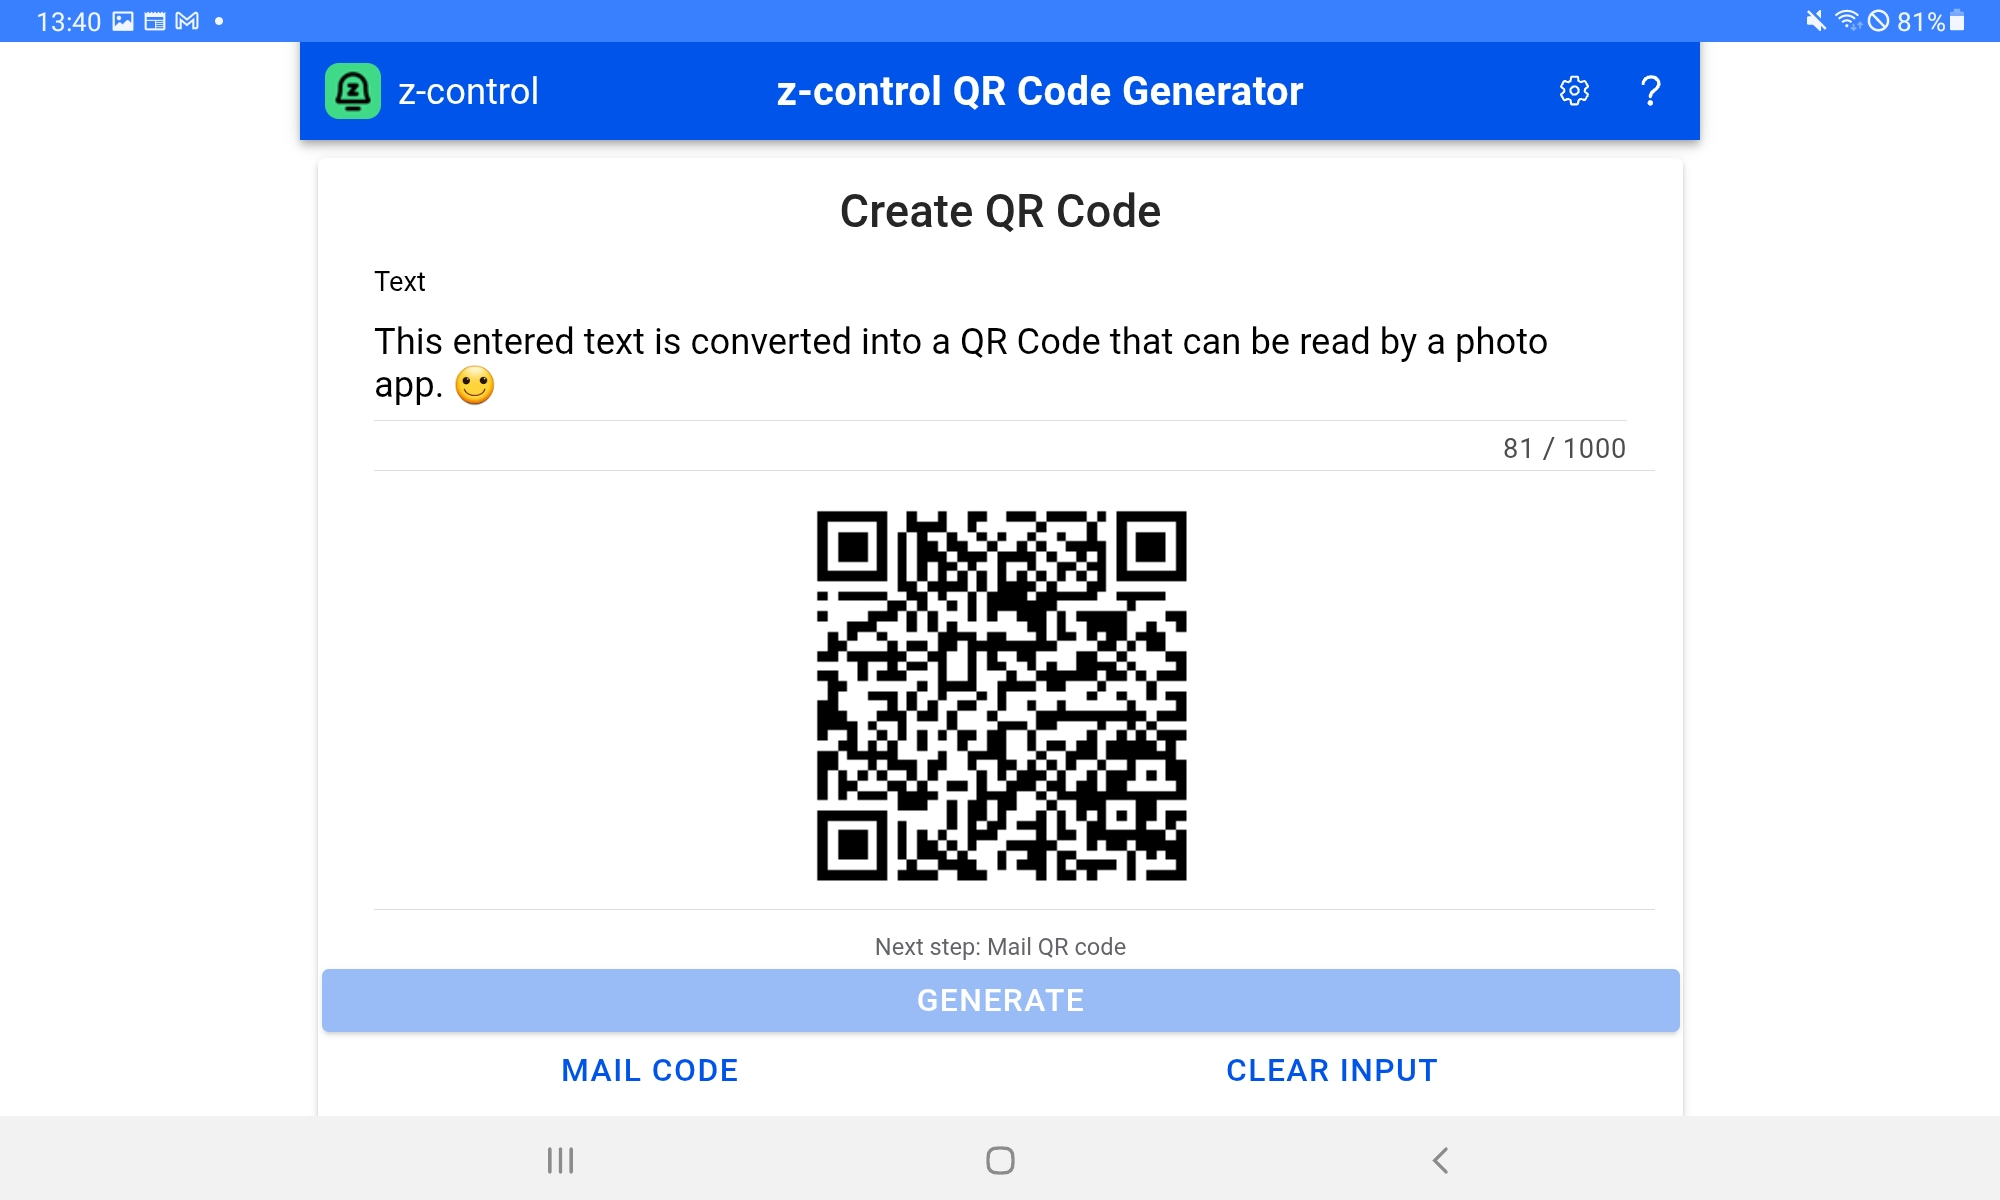 13:40
81%
z-control
z-control QR Code Generator
?
Create QR Code
Text
This entered text is converted into a QR Code that can be read by a photo
app. 🙂
81 / 1000
Next step: Mail QR code
GENERATE
MAIL CODE
CLEAR INPUT